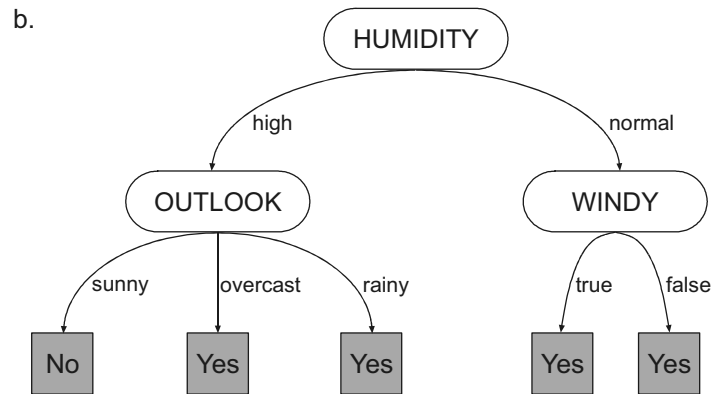 b.
HUMIDITY
high normal
OUTLOOK WINDY
sunny overcast rainy true false
No Yes Yes Yes Yes